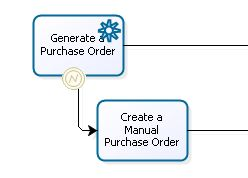 Generate a
Purchase Order
N
Create a
Manual
Purchase Order